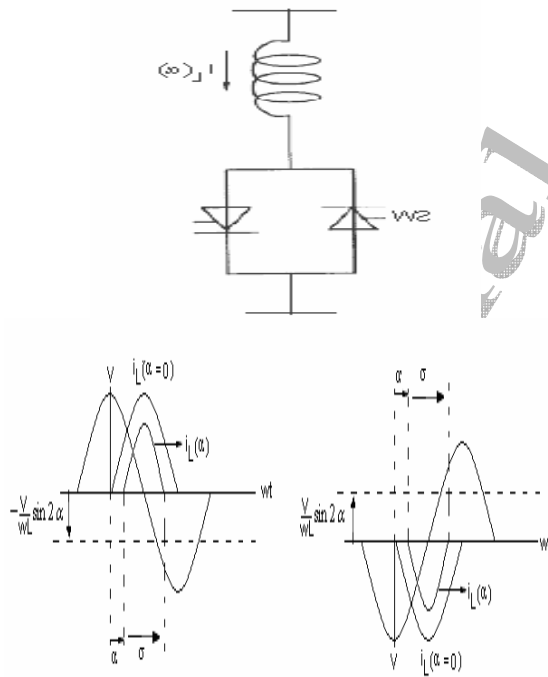 i_L(α)
SW
V
i_L(α=0)
α
σ
i_L(α)
wt
-V/wL sin 2α
α
σ
α
σ
V/wL sin 2α
w
i_L(α)
V
i_L(α=0)